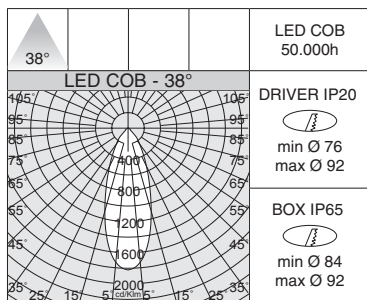 38°
LED COB
50.000h
LED COB - 38°
105° 105°
95° 95°
85° 85°
75° 75°
65° 65°
55° 55°
45° 45°
35° 25° 15° 5° 5° 15° 25° 35°
400
800
1200
1600
2000
cd/Klm
DRIVER IP20
min Ø 76
max Ø 92
BOX IP65
min Ø 84
max Ø 92